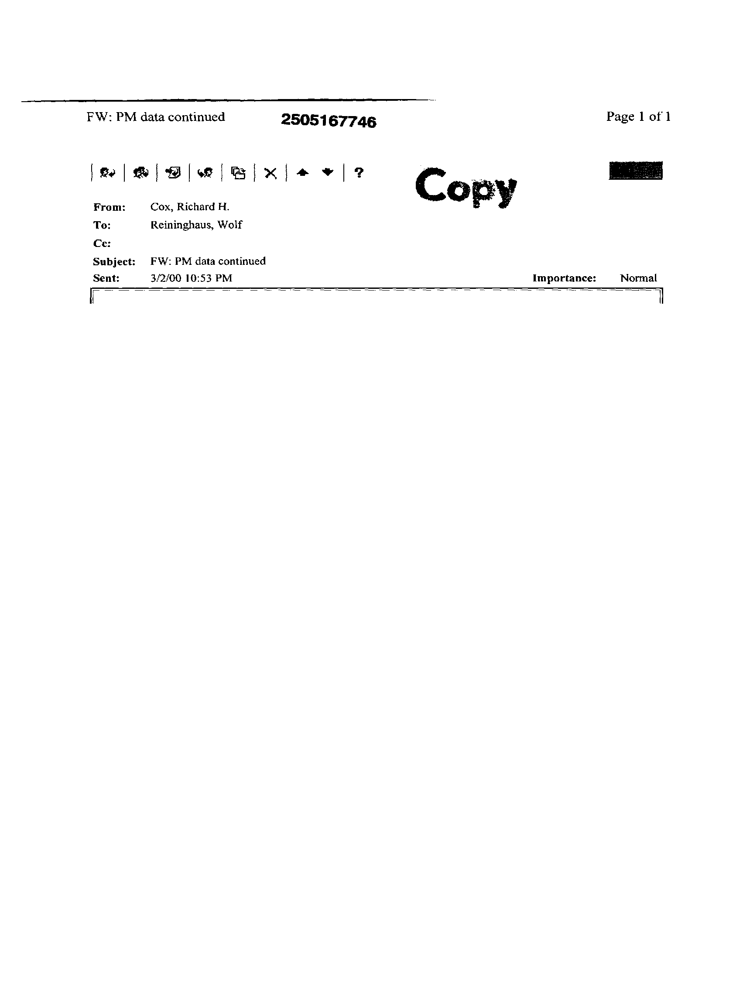 FW: PM data continued 2505167746 Page 1 of 1
? Copy
From: Cox, Richard H.
To: Reininghaus, Wolf
Cc:
Subject: FW: PM data continued
Sent: 3/2/00 10:53 PM Importance: Normal